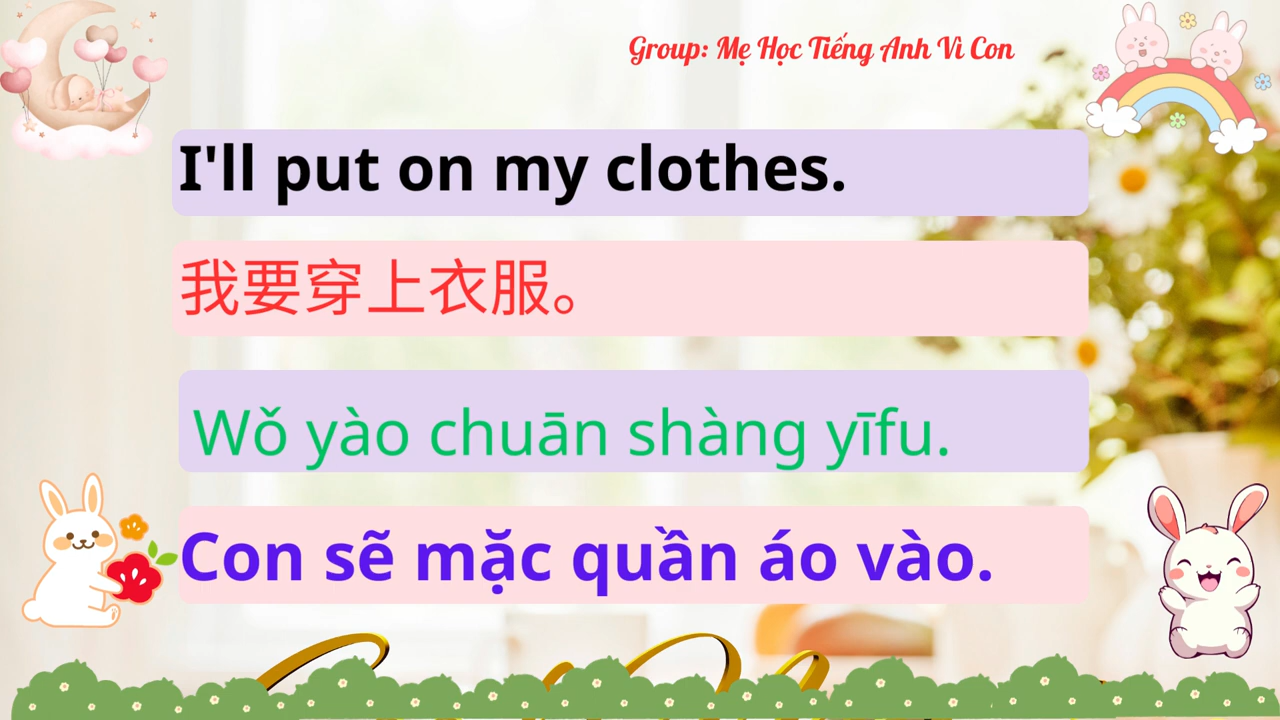 Group: Mẹ Học Tiếng Anh Vì Con
I'll put on my clothes.
我要穿上衣服。
Wǒ yào chuān shàng yīfu.
Con sẽ mặc quần áo vào.